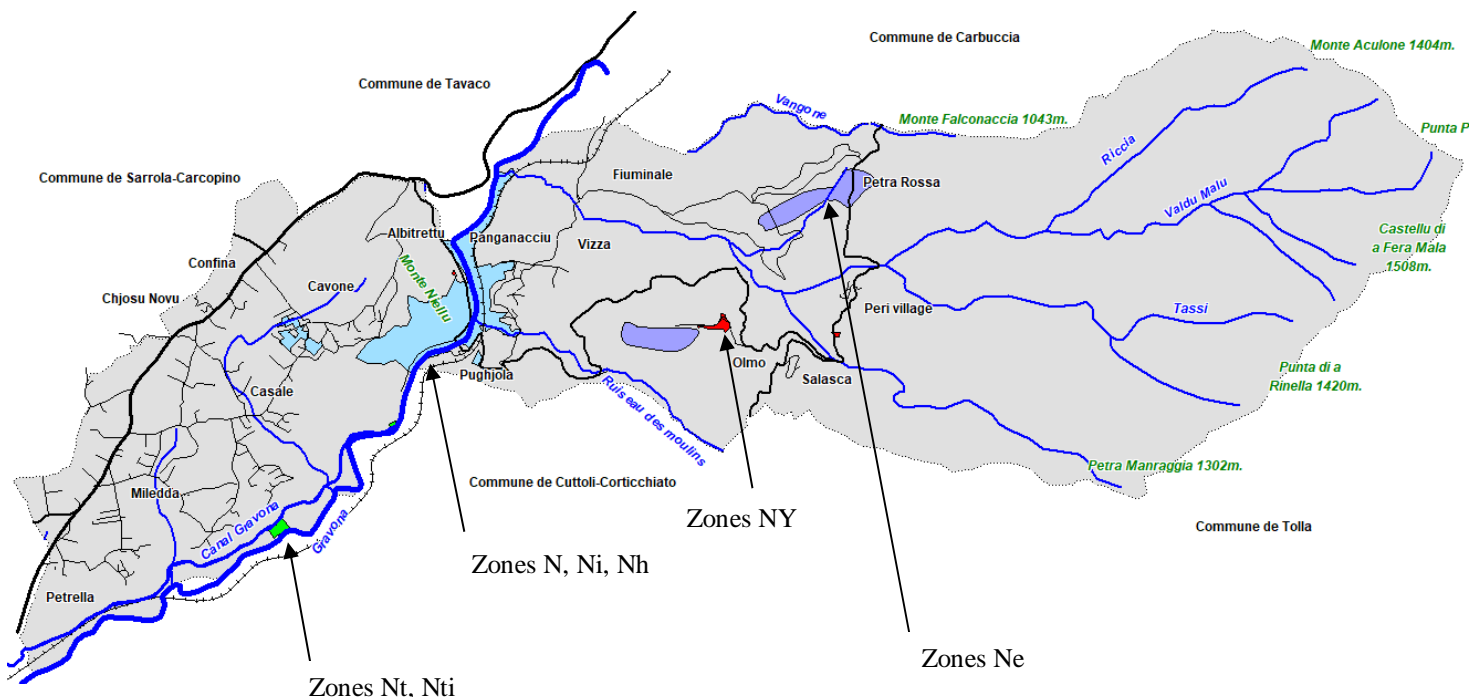 Commune de Carbuccia
Monte Aculone 1404m.
Commune de Tavaco
Vangone
Monte Falconaccia 1043m.
Punta P
Riccia
Commune de Sarrola-Carcopino
Fiuminale
Petra Rossa
Valdu Malu
Albitrettu
Panganacciu
Vizza
Castellu di
a Fera Mala
1508m.
Confina
Monte Niellu
Cavone
Chjosu Novu
Peri village
Tassi
Olmo
Pughjola
Salasca
Punta di a
Rinella 1420m.
Casale
Ruiseau des moulins
Petra Manraggia 1302m.
Commune de Cuttoli-Corticchiato
Miledda
Canal Gravona
Gravona
Zones NY
Commune de Tolla
Zones N, Ni, Nh
Petrella
Zones Ne
Zones Nt, Nti